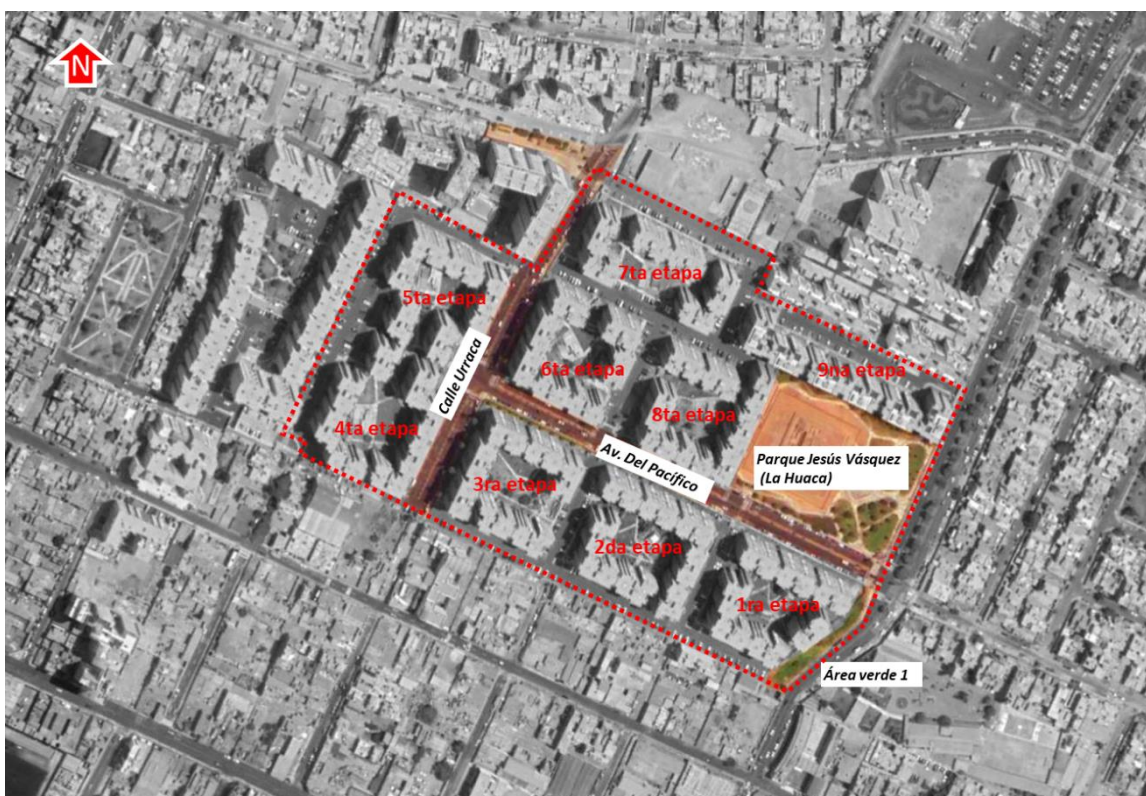 N
7ta etapa
5ta etapa
Calle Urraca
6ta etapa
9na etapa
8ta etapa
4ta etapa
Av. Del Pacífico
Parque Jesús Vásquez
(La Huaca)
3ra etapa
2da etapa
1ra etapa
Área verde 1